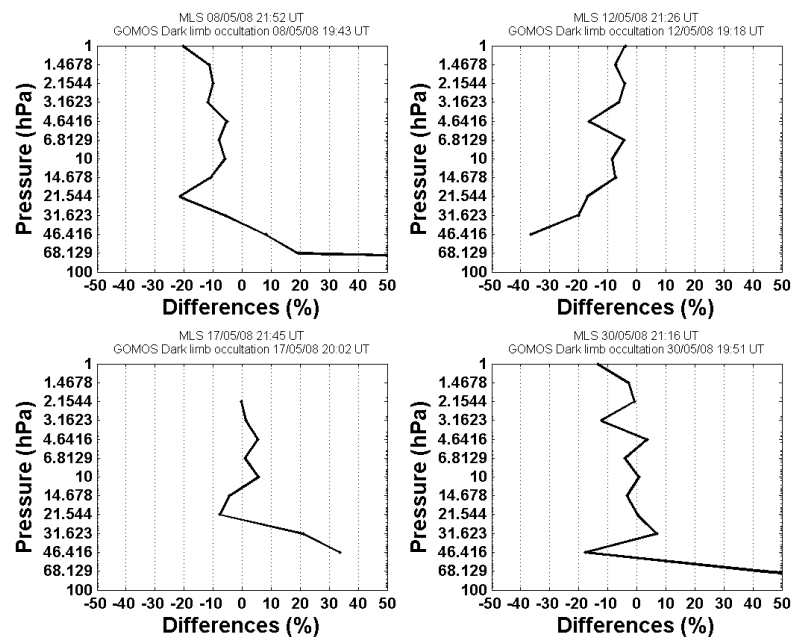 MLS 08/05/08 21:52 UT
GOMOS Dark limb occultation 08/05/08 19:43 UT
Pressure (hPa)
1
1.4678
2.1544
3.1623
4.6416
6.8129
10
14.678
21.544
31.623
46.416
68.129
100
-50 -40 -30 -20 -10 0 10 20 30 40 50
Differences (%)
MLS 12/05/08 21:26 UT
GOMOS Dark limb occultation 12/05/08 19:18 UT
Pressure (hPa)
1
1.4678
2.1544
3.1623
4.6416
6.8129
10
14.678
21.544
31.623
46.416
68.129
100
-50 -40 -30 -20 -10 0 10 20 30 40 50
Differences (%)
MLS 17/05/08 21:45 UT
GOMOS Dark limb occultation 17/05/08 20:02 UT
Pressure (hPa)
1
1.4678
2.1544
3.1623
4.6416
6.8129
10
14.678
21.544
31.623
46.416
68.129
100
-50 -40 -30 -20 -10 0 10 20 30 40 50
Differences (%)
MLS 30/05/08 21:16 UT
GOMOS Dark limb occultation 30/05/08 19:51 UT
Pressure (hPa)
1
1.4678
2.1544
3.1623
4.6416
6.8129
10
14.678
21.544
31.623
46.416
68.129
100
-50 -40 -30 -20 -10 0 10 20 30 40 50
Differences (%)